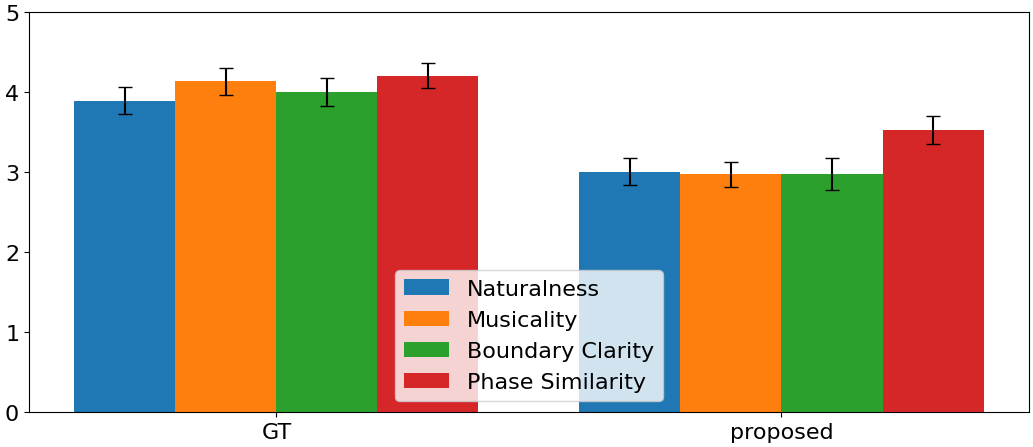 5
4
3
2
1
0
Naturalness
Musicality
Boundary Clarity
Phase Similarity
GT
proposed